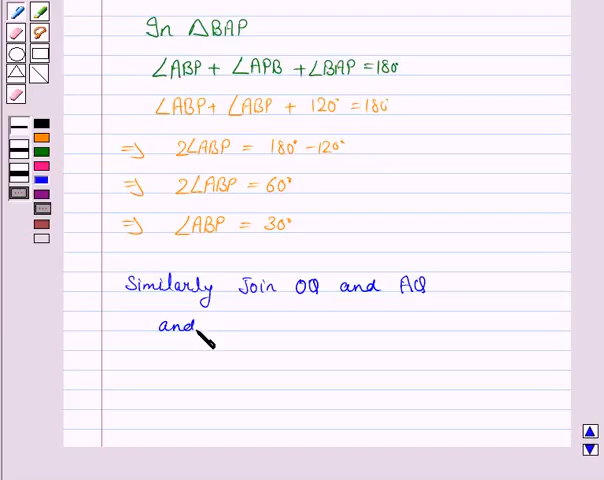 In △BAP
∠ABP + ∠APB + ∠BAP = 180
∠ABP + ∠ABP + 120° = 180°
⇒ 2∠ABP = 180° - 120°
⇒ 2∠ABP = 60°
⇒ ∠ABP = 30°
Similarly Join OQ and AQ
and